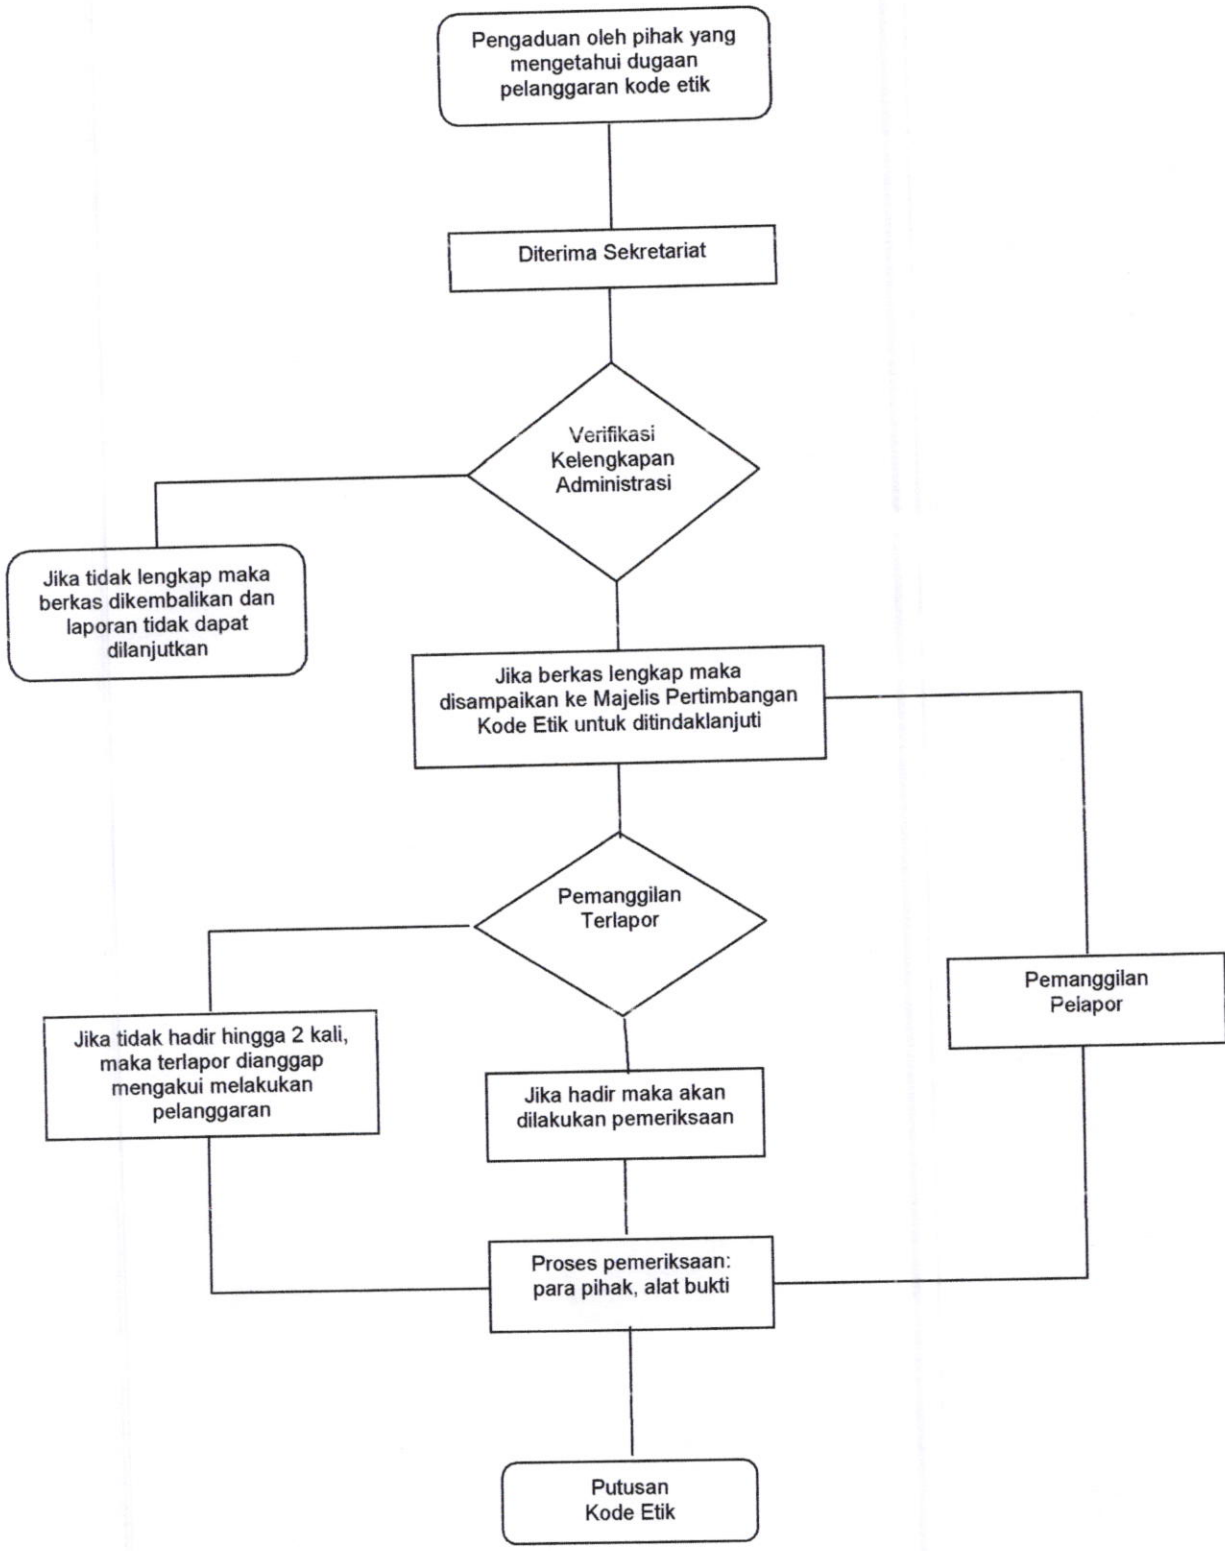 Pengaduan oleh pihak yang
mengetahui dugaan
pelanggaran kode etik
Diterima Sekretariat
Verifikasi
Kelengkapan
Administrasi
Jika tidak lengkap maka
berkas dikembalikan dan
laporan tidak dapat
dilanjutkan
Jika berkas lengkap maka
disampaikan ke Majelis Pertimbangan
Kode Etik untuk ditindaklanjuti
Pemanggilan
Terlapor
Pemanggilan
Pelapor
Jika tidak hadir hingga 2 kali,
maka terlapor dianggap
mengakui melakukan
pelanggaran
Jika hadir maka akan
dilakukan pemeriksaan
Proses pemeriksaan:
para pihak, alat bukti
Putusan
Kode Etik